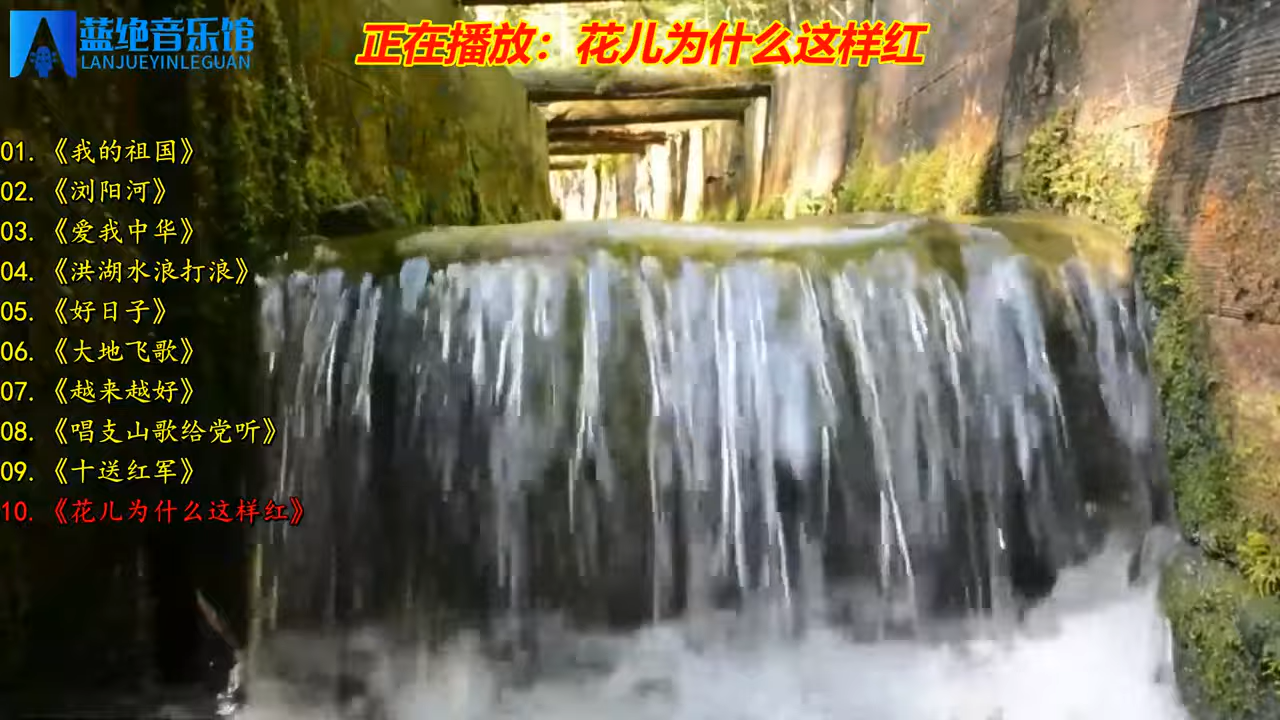 蓝绝音乐馆
LANJUEYINLEGUAN
正在播放：花儿为什么这样红
01.《我的祖国》
02.《浏阳河》
03.《爱我中华》
04.《洪湖水浪打浪》
05.《好日子》
06.《大地飞歌》
07.《越来越好》
08.《唱支山歌给党听》
09.《十送红军》
10.《花儿为什么这样红》